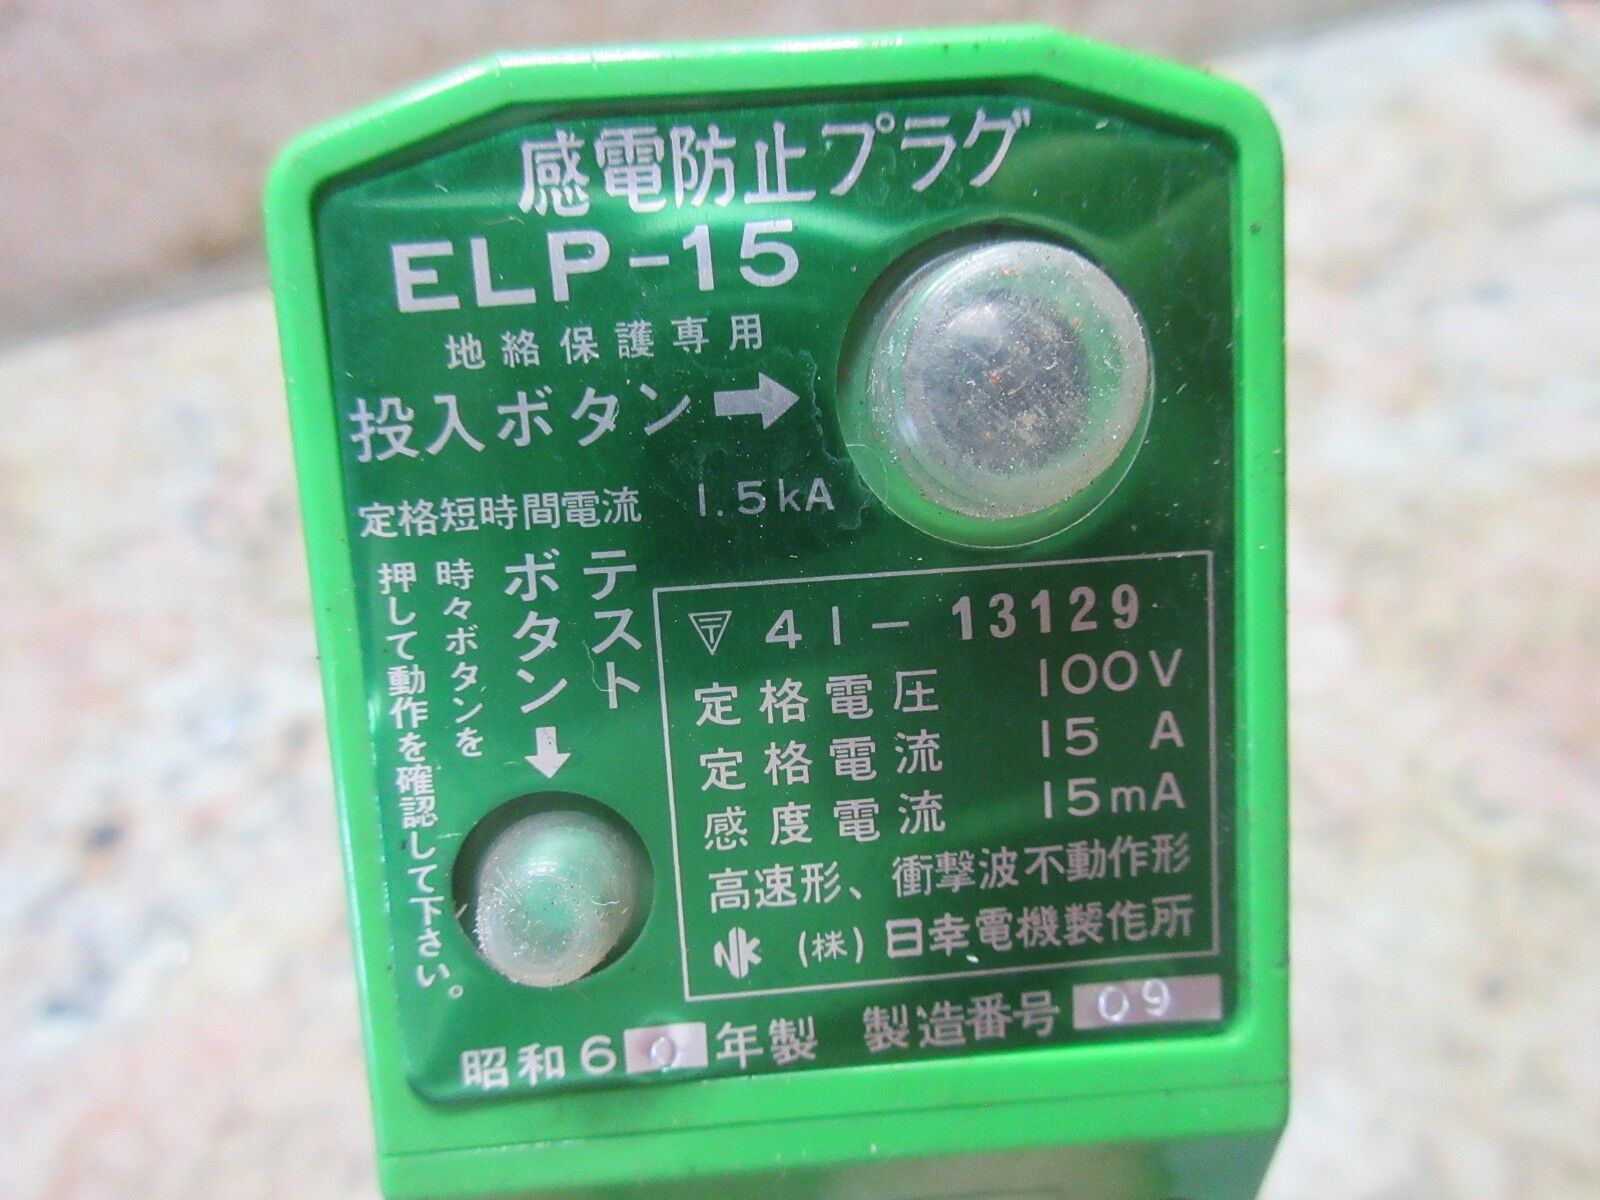 感電防止プラグ
ELP-15
地絡保護専用
投入ボタン
定格短時間電流 1.5kA
テスト
ボタン
時々ボタンを
押して動作を確認して下さい。
41-13129
定格電圧 100V
定格電流 15 A
感度電流 15mA
高速形、衝撃波不動作形
NK (株)日幸電機製作所
昭和60年製 製造番号 09